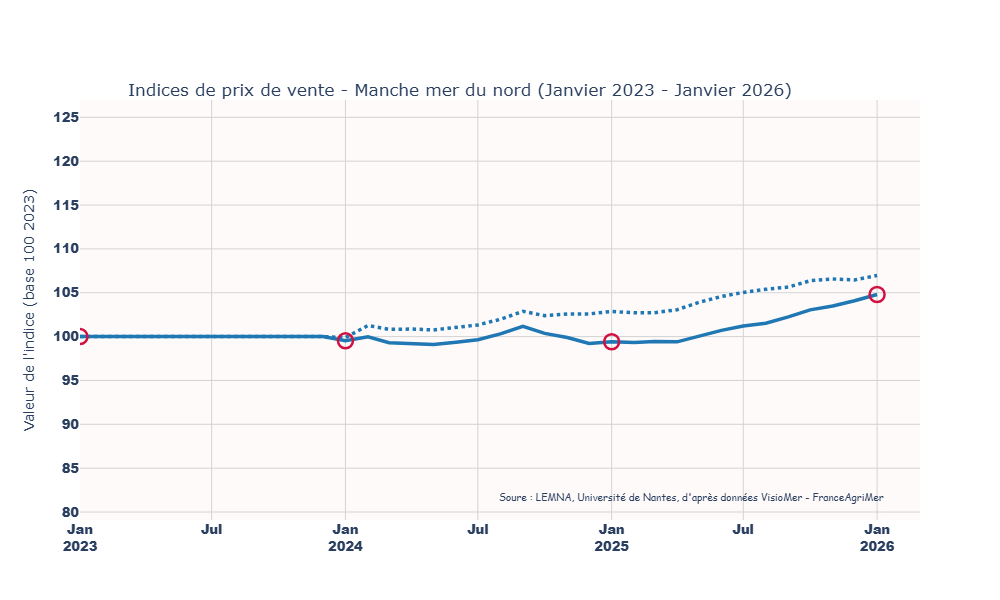 Indices de prix de vente - Manche mer du nord (Janvier 2023 - Janvier 2026)
Valeur de l'indice (base 100 2023)
125
120
115
110
105
100
95
90
85
80
Soure : LEMNA, Université de Nantes, d'après données VisioMer - FranceAgriMer
Jan Jul Jan Jul Jan Jul Jan
2023 2024 2025 2026